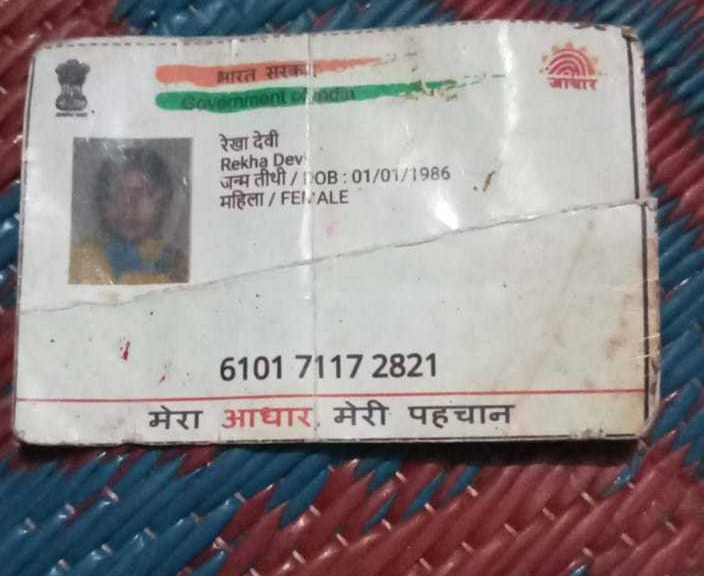 भारत सरकार
Government of India
आधार
रेखा देवी
Rekha Devi
जन्म तीथी / DOB : 01/01/1986
महिला / FEMALE
6101 7117 2821
मेरा आधार, मेरी पहचान